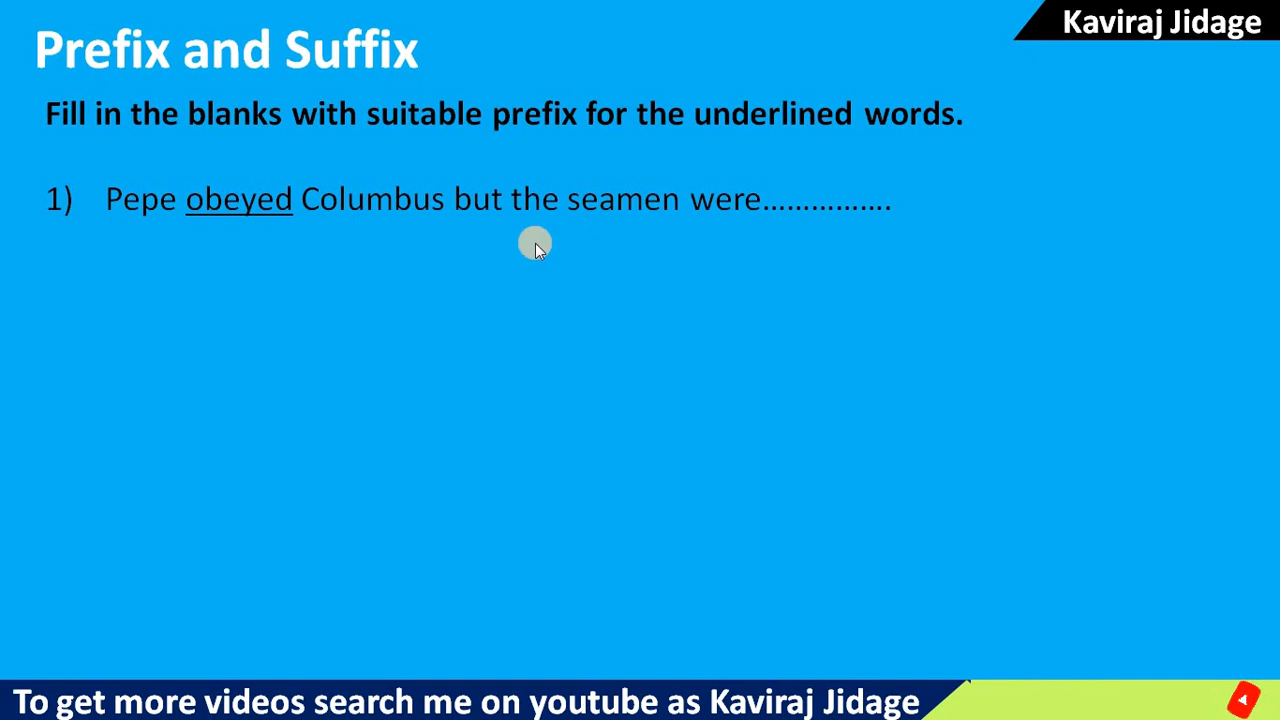 Kaviraj Jidage
Prefix and Suffix
Fill in the blanks with suitable prefix for the underlined words.
1) Pepe obeyed Columbus but the seamen were................
To get more videos search me on youtube as Kaviraj Jidage